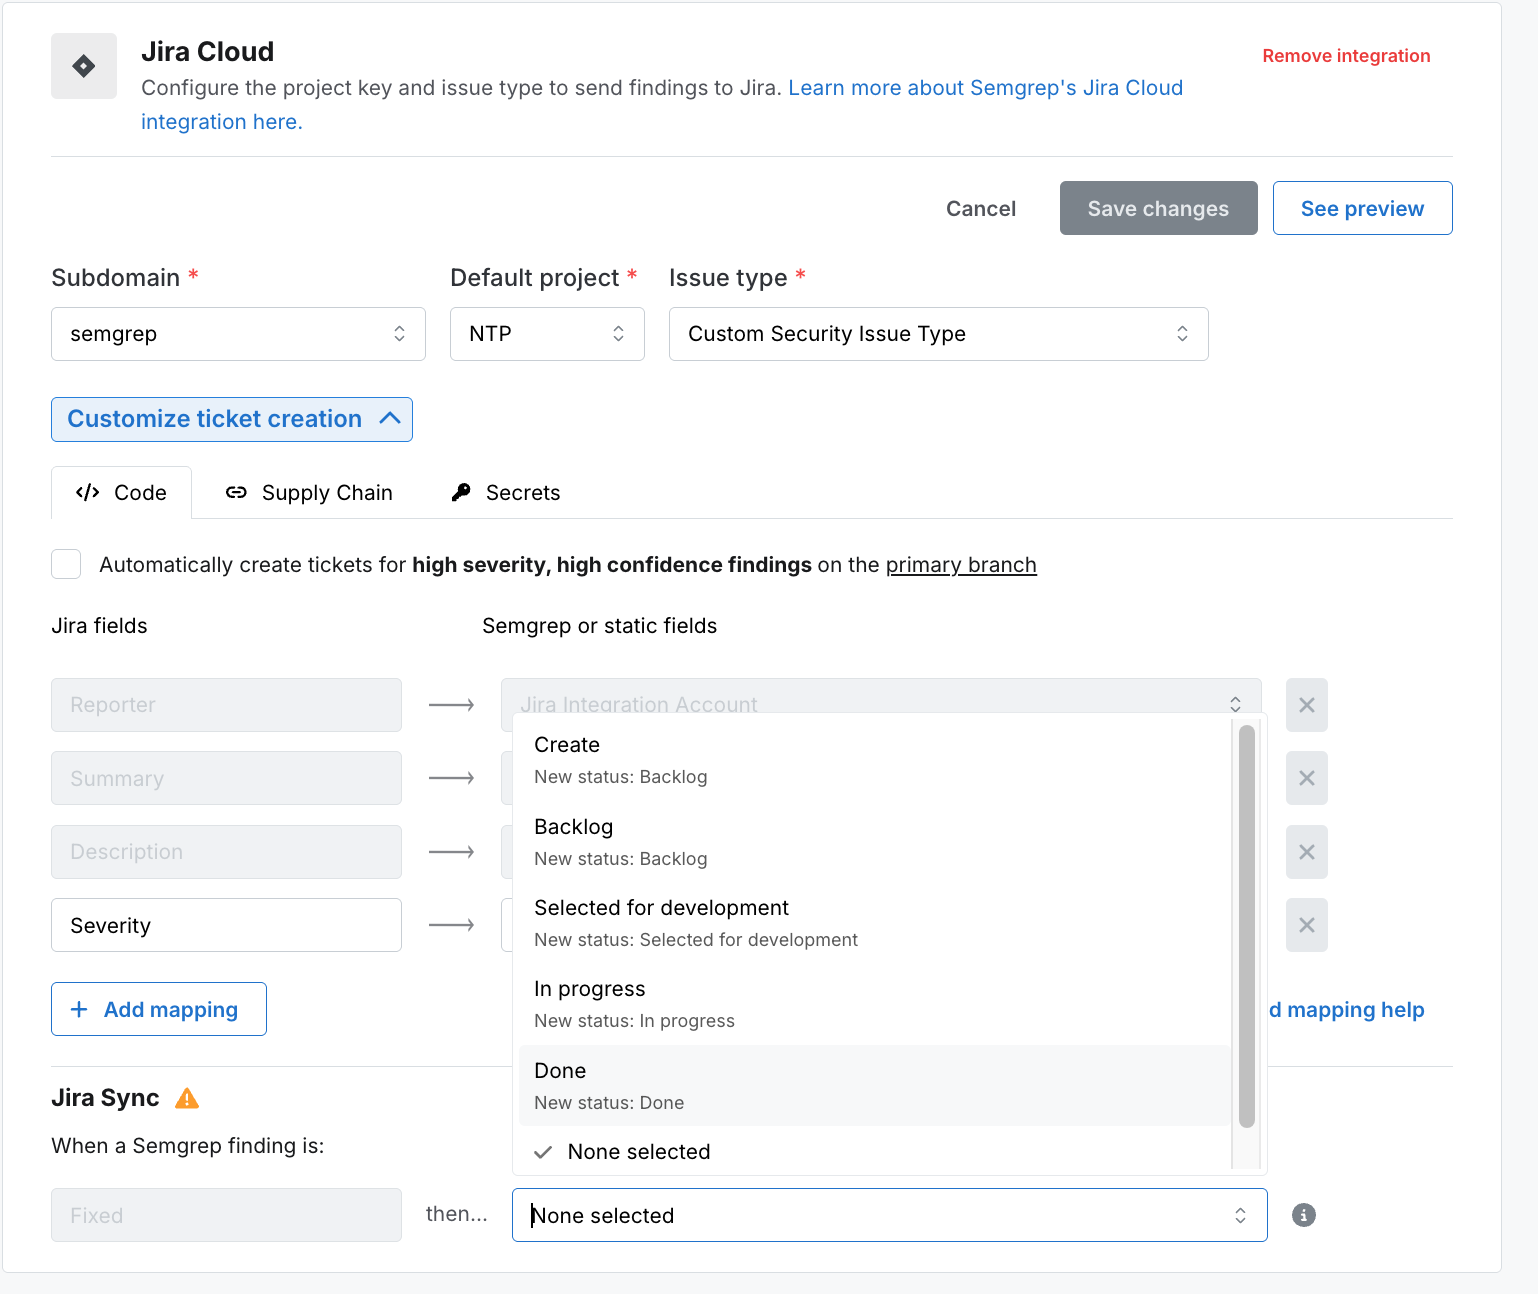 Jira Cloud
Remove integration
Configure the project key and issue type to send findings to Jira. Learn more about Semgrep's Jira Cloud
integration here.
Cancel
Save changes
See preview
Subdomain *
Default project *
Issue type *
semgrep
NTP
Custom Security Issue Type
Customize ticket creation
</> Code
Supply Chain
Secrets
Automatically create tickets for high severity, high confidence findings on the primary branch
Jira fields
Semgrep or static fields
Reporter
Jira Integration Account
Summary
Description
Severity
Create
New status: Backlog
Backlog
New status: Backlog
Selected for development
New status: Selected for development
In progress
New status: In progress
Done
New status: Done
None selected
+ Add mapping
d mapping help
Jira Sync
When a Semgrep finding is:
Fixed
then...
None selected